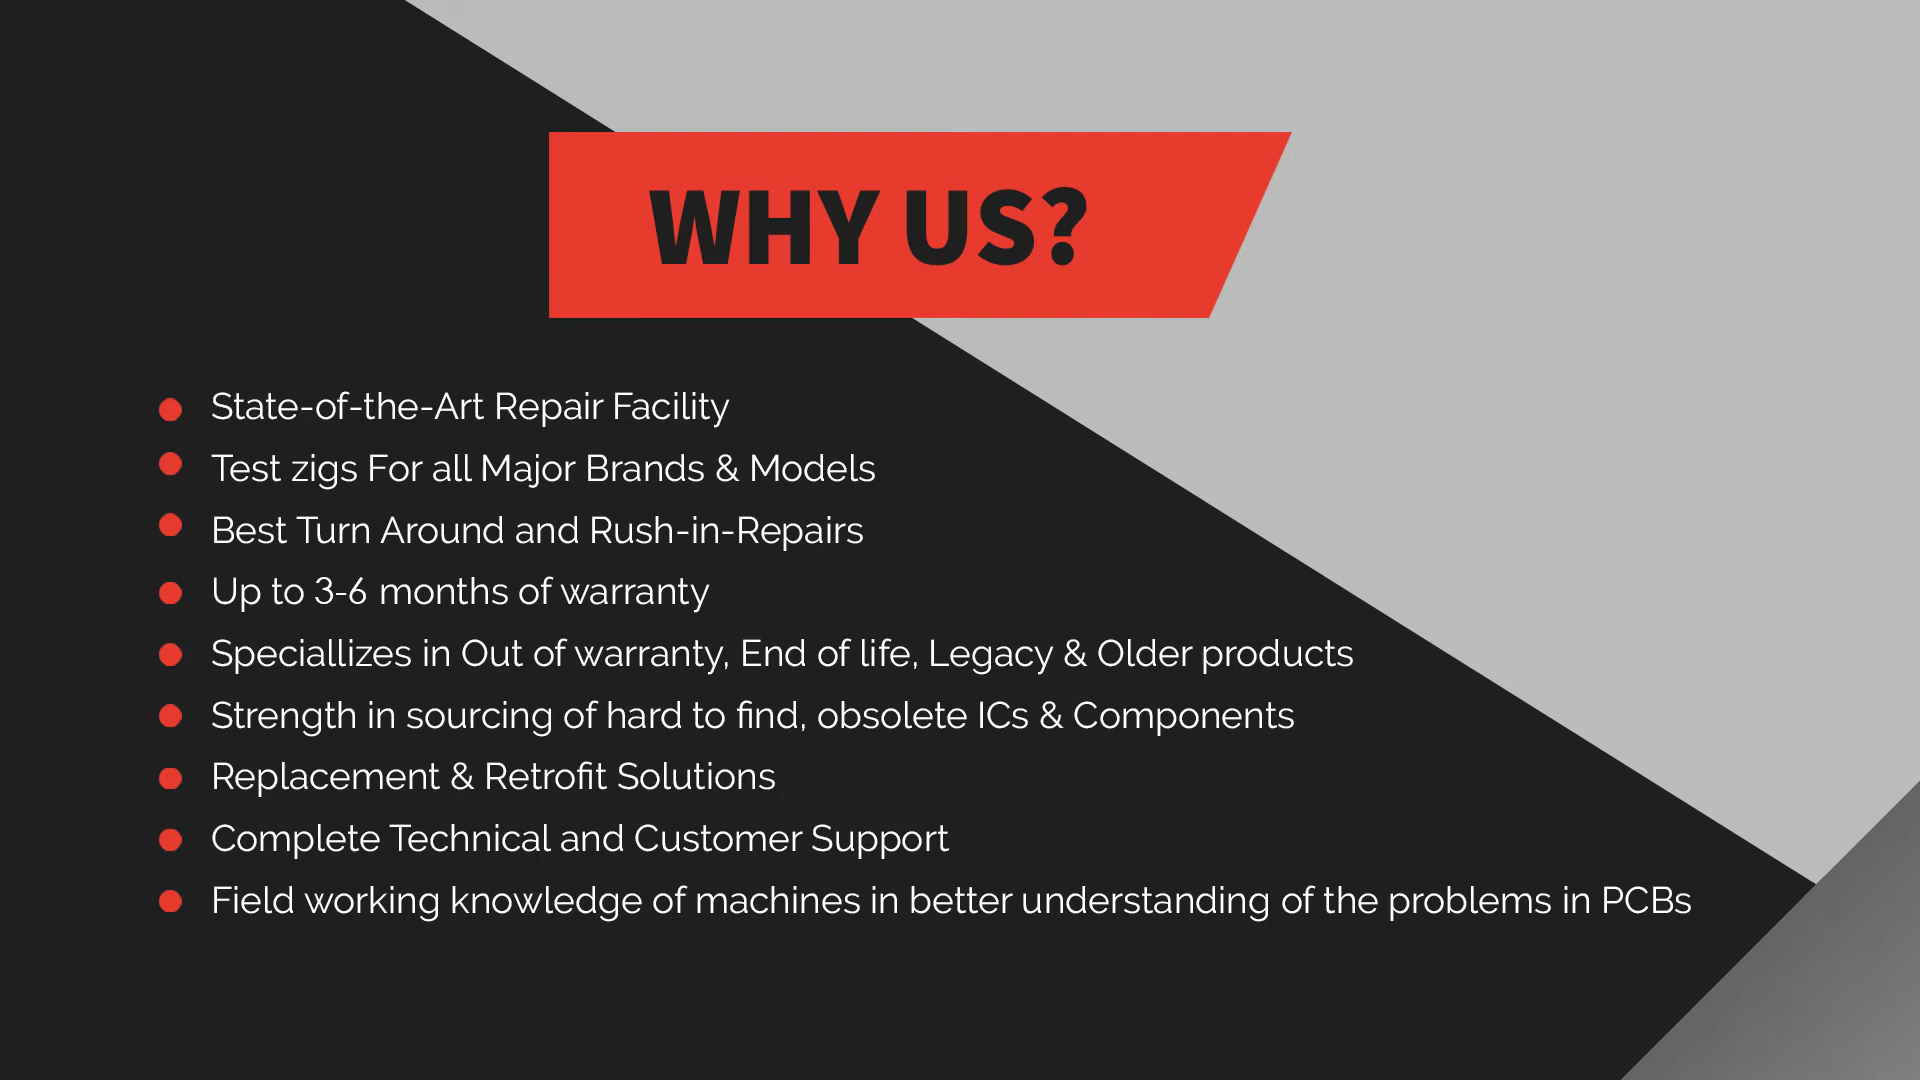 WHY US?
State-of-the-Art Repair Facility
Test zigs For all Major Brands & Models
Best Turn Around and Rush-in-Repairs
Up to 3-6 months of warranty
Speciallizes in Out of warranty, End of life, Legacy & Older products
Strength in sourcing of hard to find, obsolete ICs & Components
Replacement & Retrofit Solutions
Complete Technical and Customer Support
Field working knowledge of machines in better understanding of the problems in PCBs